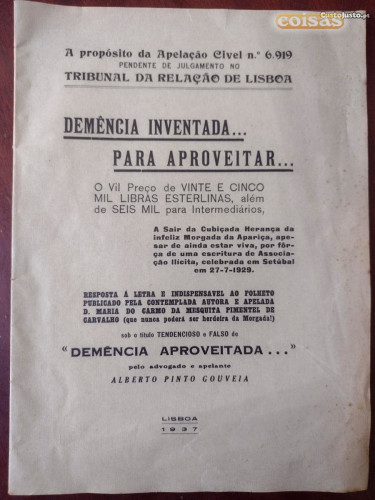 coisas
CustoJusto.pt
A propósito da Apelação Cível n.º 6.919
PENDENTE DE JULGAMENTO NO
TRIBUNAL DA RELAÇÃO DE LISBOA
DEMÊNCIA INVENTADA...
PARA APROVEITAR...
O Vil Preço de VINTE E CINCO
MIL LIBRAS ESTERLINAS, além
de SEIS MIL para Intermediários,
A Sair da Cubiçada Herança da
infeliz Morgada da Apariça, ape-
sar de ainda estar viva, por fôr-
ça de uma escritura de Associa-
ção Ilícita, celebrada em Setúbal
em 27-7-1929.
RESPOSTA À LETRA E INDISPENSAVEL AO FOLHETO
PUBLICADO PELA CONTEMPLADA AUTORA E APELADA
D. MARIA DO CARMO DA MESQUITA PIMENTEL DE
CARVALHO (que nunca poderá ser herdeira da Morgada!)
sob o título TENDENCIOSO e FALSO de
«DEMÊNCIA APROVEITADA...»
pelo advogado e apelante
ALBERTO PINTO GOUVEIA
LISBOA
1937